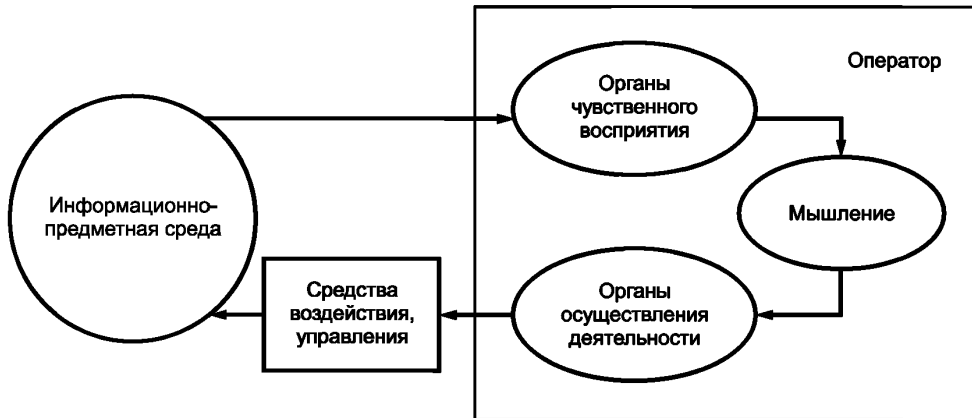 Оператор
Органы
чувственного
восприятия
Информационно-
предметная среда
Мышление
Средства
воздействия,
управления
Органы
осуществления
деятельности